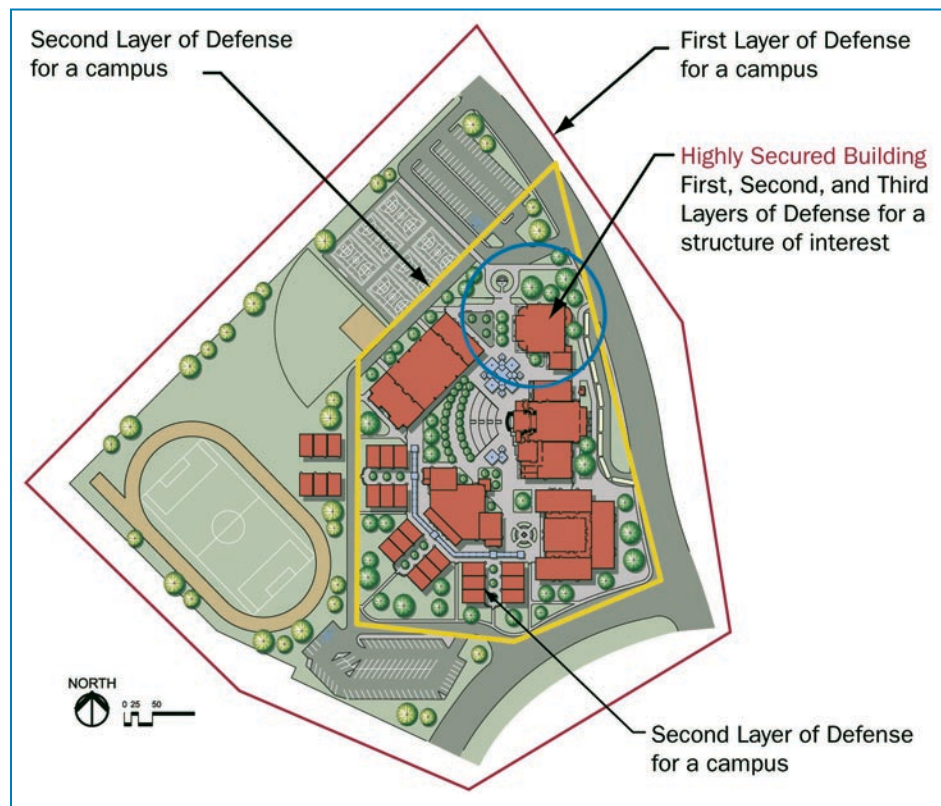 Second Layer of Defense
for a campus
First Layer of Defense
for a campus
Highly Secured Building
First, Second, and Third
Layers of Defense for a
structure of interest
NORTH
0 25 50
Second Layer of Defense
for a campus